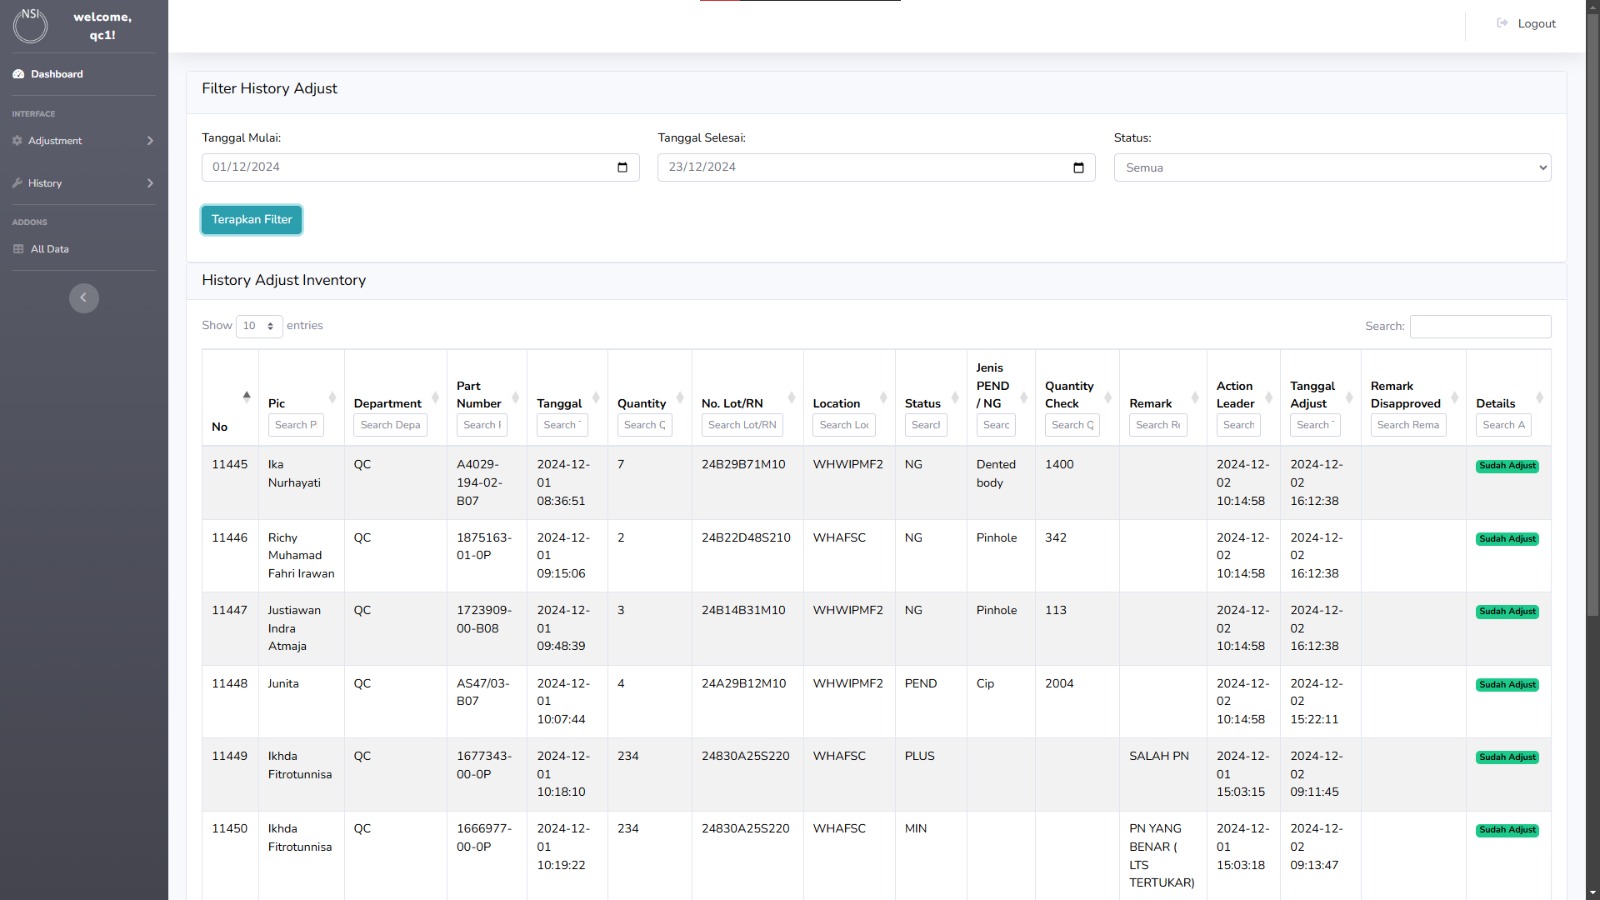 NSI
welcome,
qc1!
Dashboard
INTERFACE
Adjustment
History
ADDONS
All Data
Logout
Filter History Adjust
Tanggal Mulai:
Tanggal Selesai:
Status:
01/12/2024
23/12/2024
Semua
Terapkan Filter
History Adjust Inventory
Show 10 entries
Search:
No
Pic
Department
Part
Number
Tanggal
Quantity
No. Lot/RN
Location
Status
Jenis
PEND
/ NG
Quantity
Check
Remark
Action
Leader
Tanggal
Adjust
Remark
Disapproved
Details
Search P
Search Depa
Search
Search
Search Q
Search Lot/RN
Search Loc
Search
Searc
Search Q
Search Re
Search
Search
Search Rema
Search A
11445
Ika
Nurhayati
QC
A4029-
194-02-
B07
2024-12-
01
08:36:51
7
24B29B71M10
WHWIPMF2
NG
Dented
body
1400
2024-12-
02
10:14:58
2024-12-
02
16:12:38
Sudah Adjust
11446
Richy
Muhamad
Fahri Irawan
QC
1875163-
01-0P
2024-12-
01
09:15:06
2
24B22D48S210
WHAFSC
NG
Pinhole
342
2024-12-
02
10:14:58
2024-12-
02
16:12:38
Sudah Adjust
11447
Justiawan
Indra
Atmaja
QC
1723909-
00-B08
2024-12-
01
09:48:39
3
24B14B31M10
WHWIPMF2
NG
Pinhole
113
2024-12-
02
10:14:58
2024-12-
02
16:12:38
Sudah Adjust
11448
Junita
QC
AS47/03-
B07
2024-12-
01
10:07:44
4
24A29B12M10
WHWIPMF2
PEND
Cip
2004
2024-12-
02
10:14:58
2024-12-
02
15:22:11
Sudah Adjust
11449
Ikhda
Fitrotunnisa
QC
1677343-
00-0P
2024-12-
01
10:18:10
234
24830A25S220
WHAFSC
PLUS
SALAH PN
2024-12-
01
15:03:15
2024-12-
02
09:11:45
Sudah Adjust
11450
Ikhda
Fitrotunnisa
QC
1666977-
00-0P
2024-12-
01
10:19:22
234
24830A25S220
WHAFSC
MIN
PN YANG
BENAR (
LTS
TERTUKAR)
2024-12-
01
15:03:18
2024-12-
02
09:13:47
Sudah Adjust